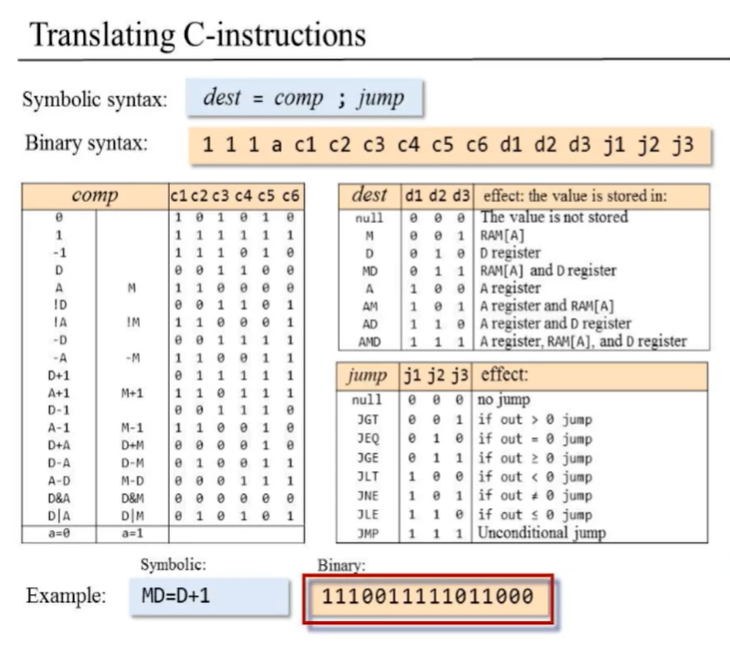 Translating C-instructions
Symbolic syntax: dest = comp ; jump
Binary syntax: 1 1 1 a c1 c2 c3 c4 c5 c6 d1 d2 d3 j1 j2 j3
comp c1 c2 c3 c4 c5 c6
0 1 0 1 0 1 0
1 1 1 1 1 1 1
-1 1 1 1 0 1 0
D 0 0 1 1 0 0
A M 1 1 0 0 0 0
!D 0 0 1 1 0 1
!A !M 1 1 0 0 0 1
-D 0 0 1 1 1 1
-A -M 1 1 0 0 1 1
D+1 0 1 1 1 1 1
A+1 M+1 1 1 0 1 1 1
D-1 0 0 1 1 1 0
A-1 M-1 1 1 0 0 1 0
D+A D+M 0 0 0 0 1 0
D-A D-M 0 1 0 0 1 1
A-D M-D 0 0 0 1 1 1
D&A D&M 0 0 0 0 0 0
D|A D|M 0 1 0 1 0 1
a=0 a=1
dest d1 d2 d3 effect: the value is stored in:
null 0 0 0 The value is not stored
M 0 0 1 RAM[A]
D 0 1 0 D register
MD 0 1 1 RAM[A] and D register
A 1 0 0 A register
AM 1 0 1 A register and RAM[A]
AD 1 1 0 A register and D register
AMD 1 1 1 A register, RAM[A], and D register
jump j1 j2 j3 effect:
null 0 0 0 no jump
JGT 0 0 1 if out > 0 jump
JEQ 0 1 0 if out = 0 jump
JGE 0 1 1 if out ≥ 0 jump
JLT 1 0 0 if out < 0 jump
JNE 1 0 1 if out ≠ 0 jump
JLE 1 1 0 if out ≤ 0 jump
JMP 1 1 1 Unconditional jump
Symbolic: Binary:
Example: MD=D+1 1110011111011000